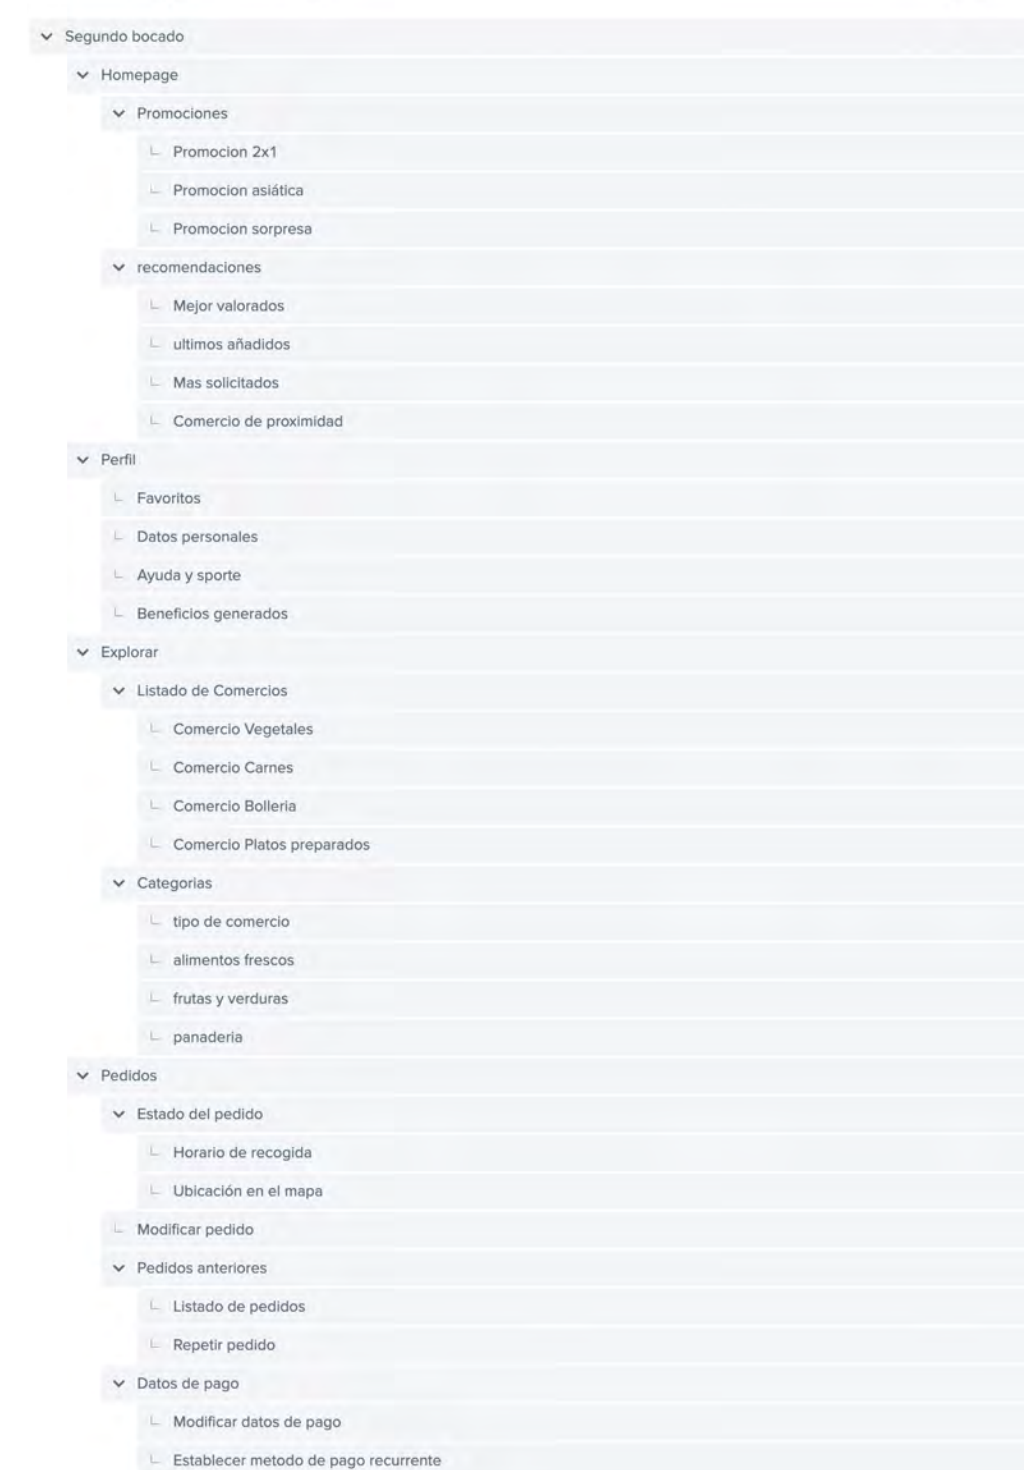 Segundo bocado
Homepage
Promociones
Promocion 2x1
Promocion asiática
Promocion sorpresa
recomendaciones
Mejor valorados
ultimos añadidos
Mas solicitados
Comercio de proximidad
Perfil
Favoritos
Datos personales
Ayuda y sporte
Beneficios generados
Explorar
Listado de Comercios
Comercio Vegetales
Comercio Carnes
Comercio Bolleria
Comercio Platos preparados
Categorias
tipo de comercio
alimentos frescos
frutas y verduras
panaderia
Pedidos
Estado del pedido
Horario de recogida
Ubicación en el mapa
Modificar pedido
Pedidos anteriores
Listado de pedidos
Repetir pedido
Datos de pago
Modificar datos de pago
Establecer metodo de pago recurrente